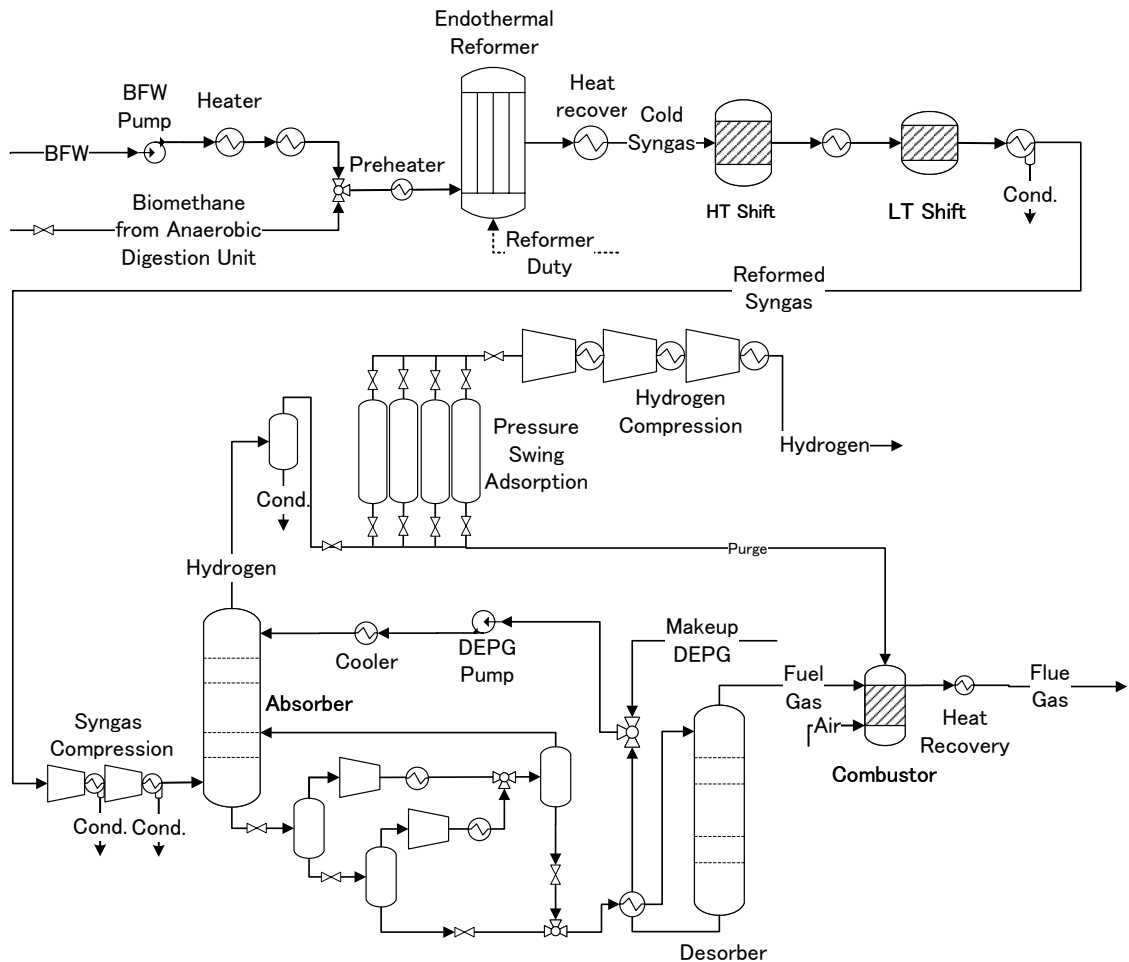 Endothermal
Reformer
BFW
Pump
Heater
Heat
recover
Cold
Syngas
BFW
Preheater
Biomethane
from Anaerobic
Digestion Unit
HT Shift
LT Shift
Cond.
Reformer
Duty
Reformed
Syngas
Hydrogen
Compression
Pressure
Swing
Adsorption
Hydrogen
Cond.
Purge
Hydrogen
Makeup
DEPG
Cooler
DEPG
Pump
Fuel
Gas
Flue
Gas
Absorber
Air
Heat
Recovery
Syngas
Compression
Combustor
Cond.
Cond.
Desorber